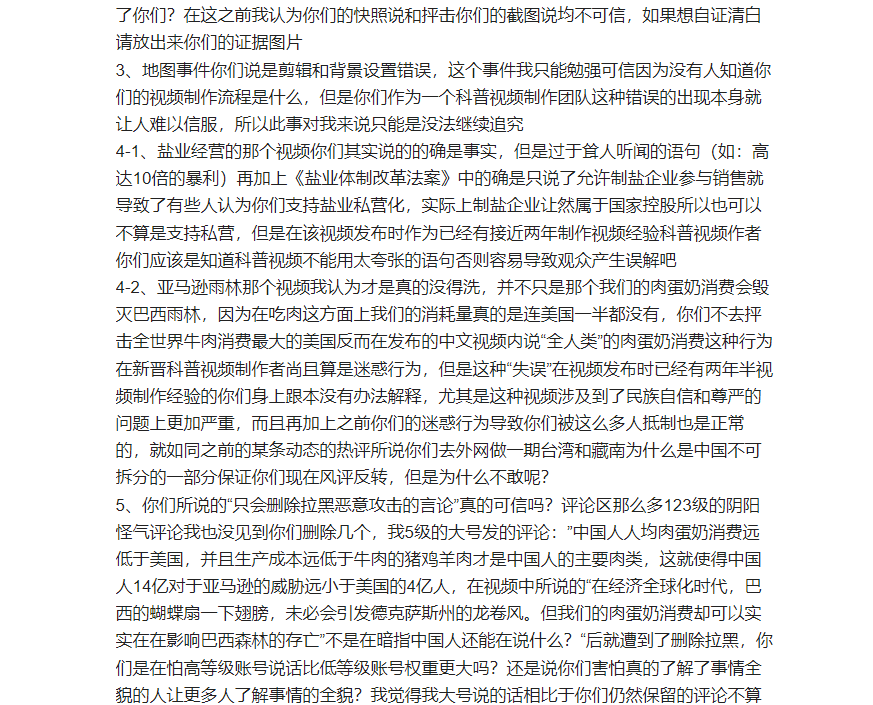 了你们？在这之前我认为你们的快照说和抨击你们的截图说均不可信，如果想自证清白
请放出来你们的证据图片
3、地图事件你们说是剪辑和背景设置错误，这个事件我只能勉强可信因为没有人知道你
们的视频制作流程是什么，但是你们作为一个科普视频制作团队这种错误的出现本身就
让人难以信服，所以此事对我来说只能是没法继续追究
4-1、盐业经营的那个视频你们其实说的的确是事实，但是过于耸人听闻的语句（如：高
达10倍的暴利）再加上《盐业体制改革法案》中的确是只说了允许制盐企业参与销售就
导致了有些人认为你们支持盐业私营化，实际上制盐企业让然属于国家控股所以也可以
不算是支持私营，但是在该视频发布时作为已经有接近两年制作视频经验科普视频作者
你们应该是知道科普视频不能用太夸张的语句否则容易导致观众产生误解吧
4-2、亚马逊雨林那个视频我认为才是真的没得洗，并不只是那个我们的肉蛋奶消费会毁
灭巴西雨林，因为在吃肉这方面上我们的消耗量真的是连美国一半都没有，你们不去抨
击全世界牛肉消费最大的美国反而在发布的中文视频内说“全人类”的肉蛋奶消费这种行为
在新晋科普视频制作者尚且算是迷惑行为，但是这种“失误”在视频发布时已经有两年半视
频制作经验的你们身上跟本没有办法解释，尤其是这种视频涉及到了民族自信和尊严的
问题上更加严重，而且再加上之前你们的迷惑行为导致你们被这么多人抵制也是正常
的，就如同之前的某条动态的热评所说你们去外网做一期台湾和藏南为什么是中国不可
拆分的一部分保证你们现在风评反转，但是为什么不敢呢？
5、你们所说的“只会删除拉黑恶意攻击的言论”真的可信吗？评论区那么多123级的阴阳
怪气评论我也没见到你们删除几个，我5级的大号发的评论：”中国人人均肉蛋奶消费远
低于美国，并且生产成本远低于牛肉的猪鸡羊肉才是中国人的主要肉类，这就使得中国
人14亿对于亚马逊的威胁远小于美国的4亿人，在视频中所说的“在经济全球化时代，巴
西的蝴蝶扇一下翅膀，未必会引发德克萨斯州的龙卷风。但我们的肉蛋奶消费却可以实
实在在影响巴西森林的存亡”不是在暗指中国人还能在说什么？“后就遭到了删除拉黑，你
们是在怕高等级账号说话比低等级账号权重更大吗？还是说你们害怕真的了解了事情全
貌的人让更多人了解事情的全貌？我觉得我大号说的话相比于你们仍然保留的评论不算